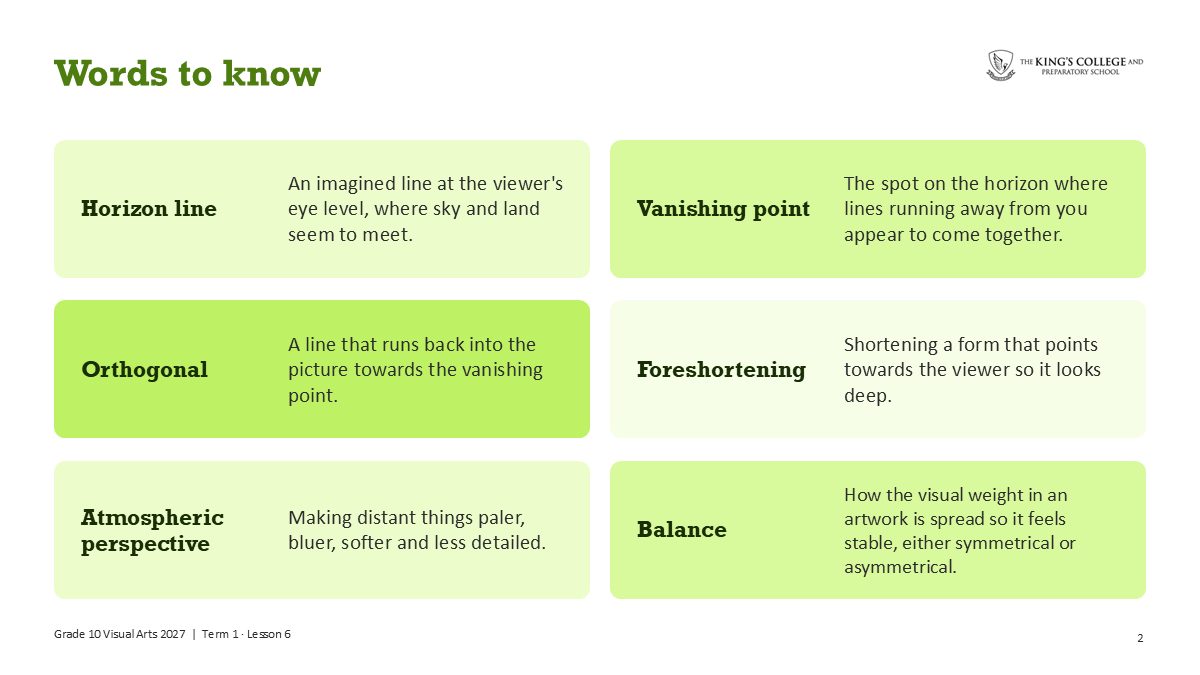 Words to know
THE KING'S COLLEGE AND
PREPARATORY SCHOOL
Horizon line
An imagined line at the viewer's
eye level, where sky and land
seem to meet.
Vanishing point
The spot on the horizon where
lines running away from you
appear to come together.
Orthogonal
A line that runs back into the
picture towards the vanishing
point.
Foreshortening
Shortening a form that points
towards the viewer so it looks
deep.
Atmospheric
perspective
Making distant things paler,
bluer, softer and less detailed.
Balance
How the visual weight in an
artwork is spread so it feels
stable, either symmetrical or
asymmetrical.
Grade 10 Visual Arts 2027 | Term 1 · Lesson 6
2